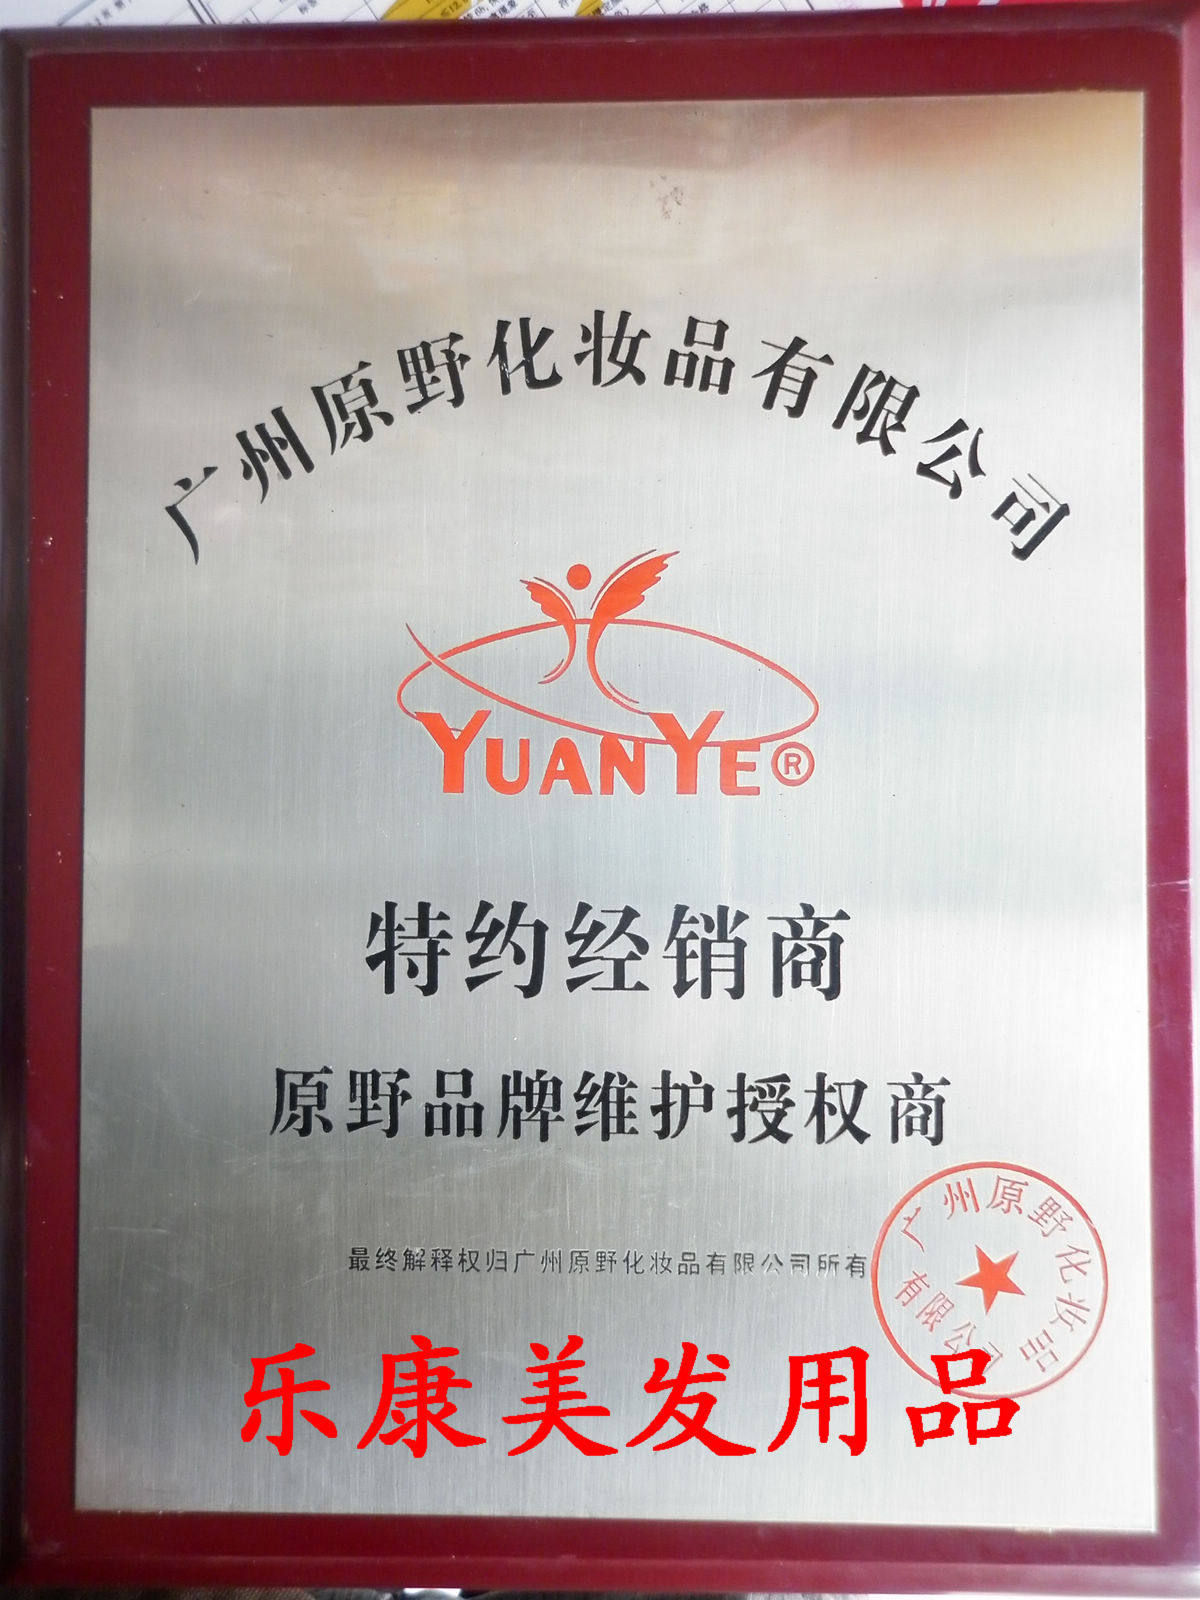 广州原野化妆品有限公司
YUANYE®
特约经销商
原野品牌维护授权商
最终解释权归广州原野化妆品有限公司所有
广州原野化妆品
有限公司
乐康美发用品